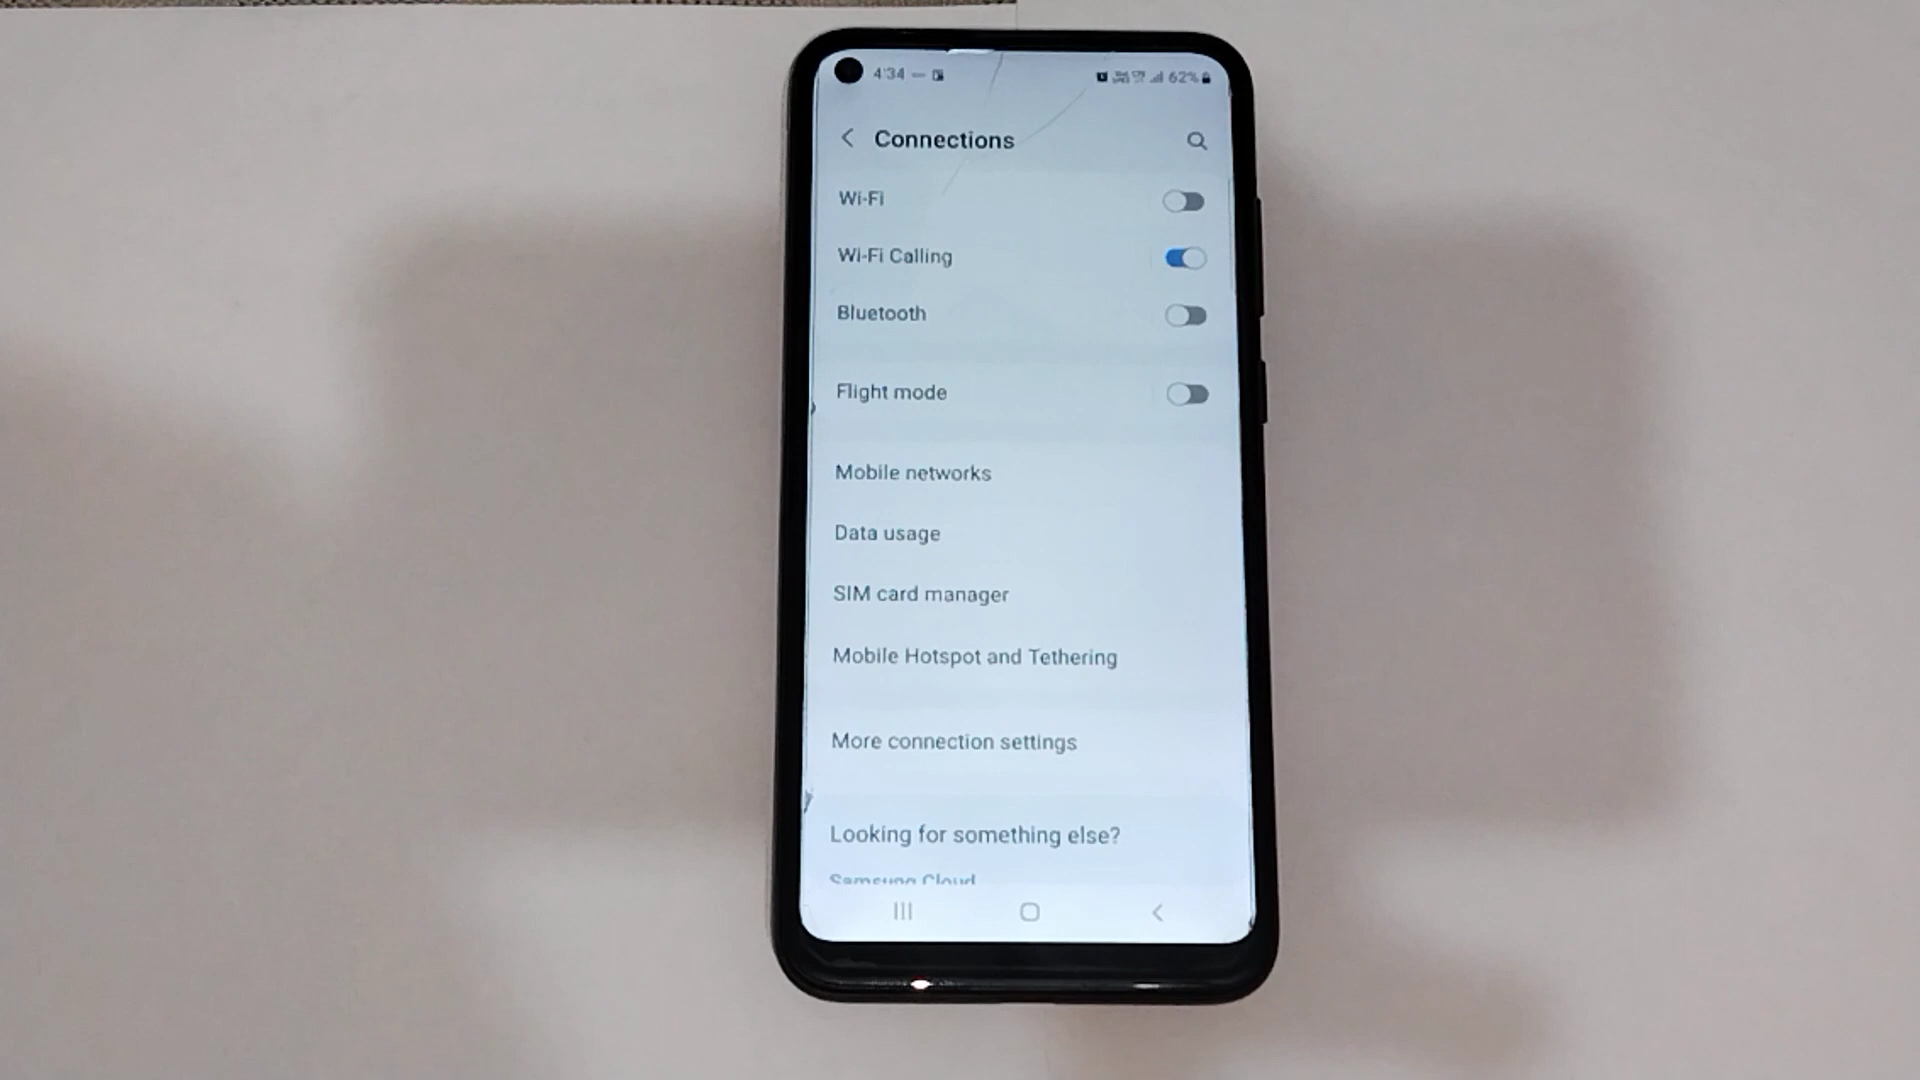 4:34
62%
Connections
Wi-Fi
Wi-Fi Calling
Bluetooth
Flight mode
Mobile networks
Data usage
SIM card manager
Mobile Hotspot and Tethering
More connection settings
Looking for something else?
Samsung Cloud